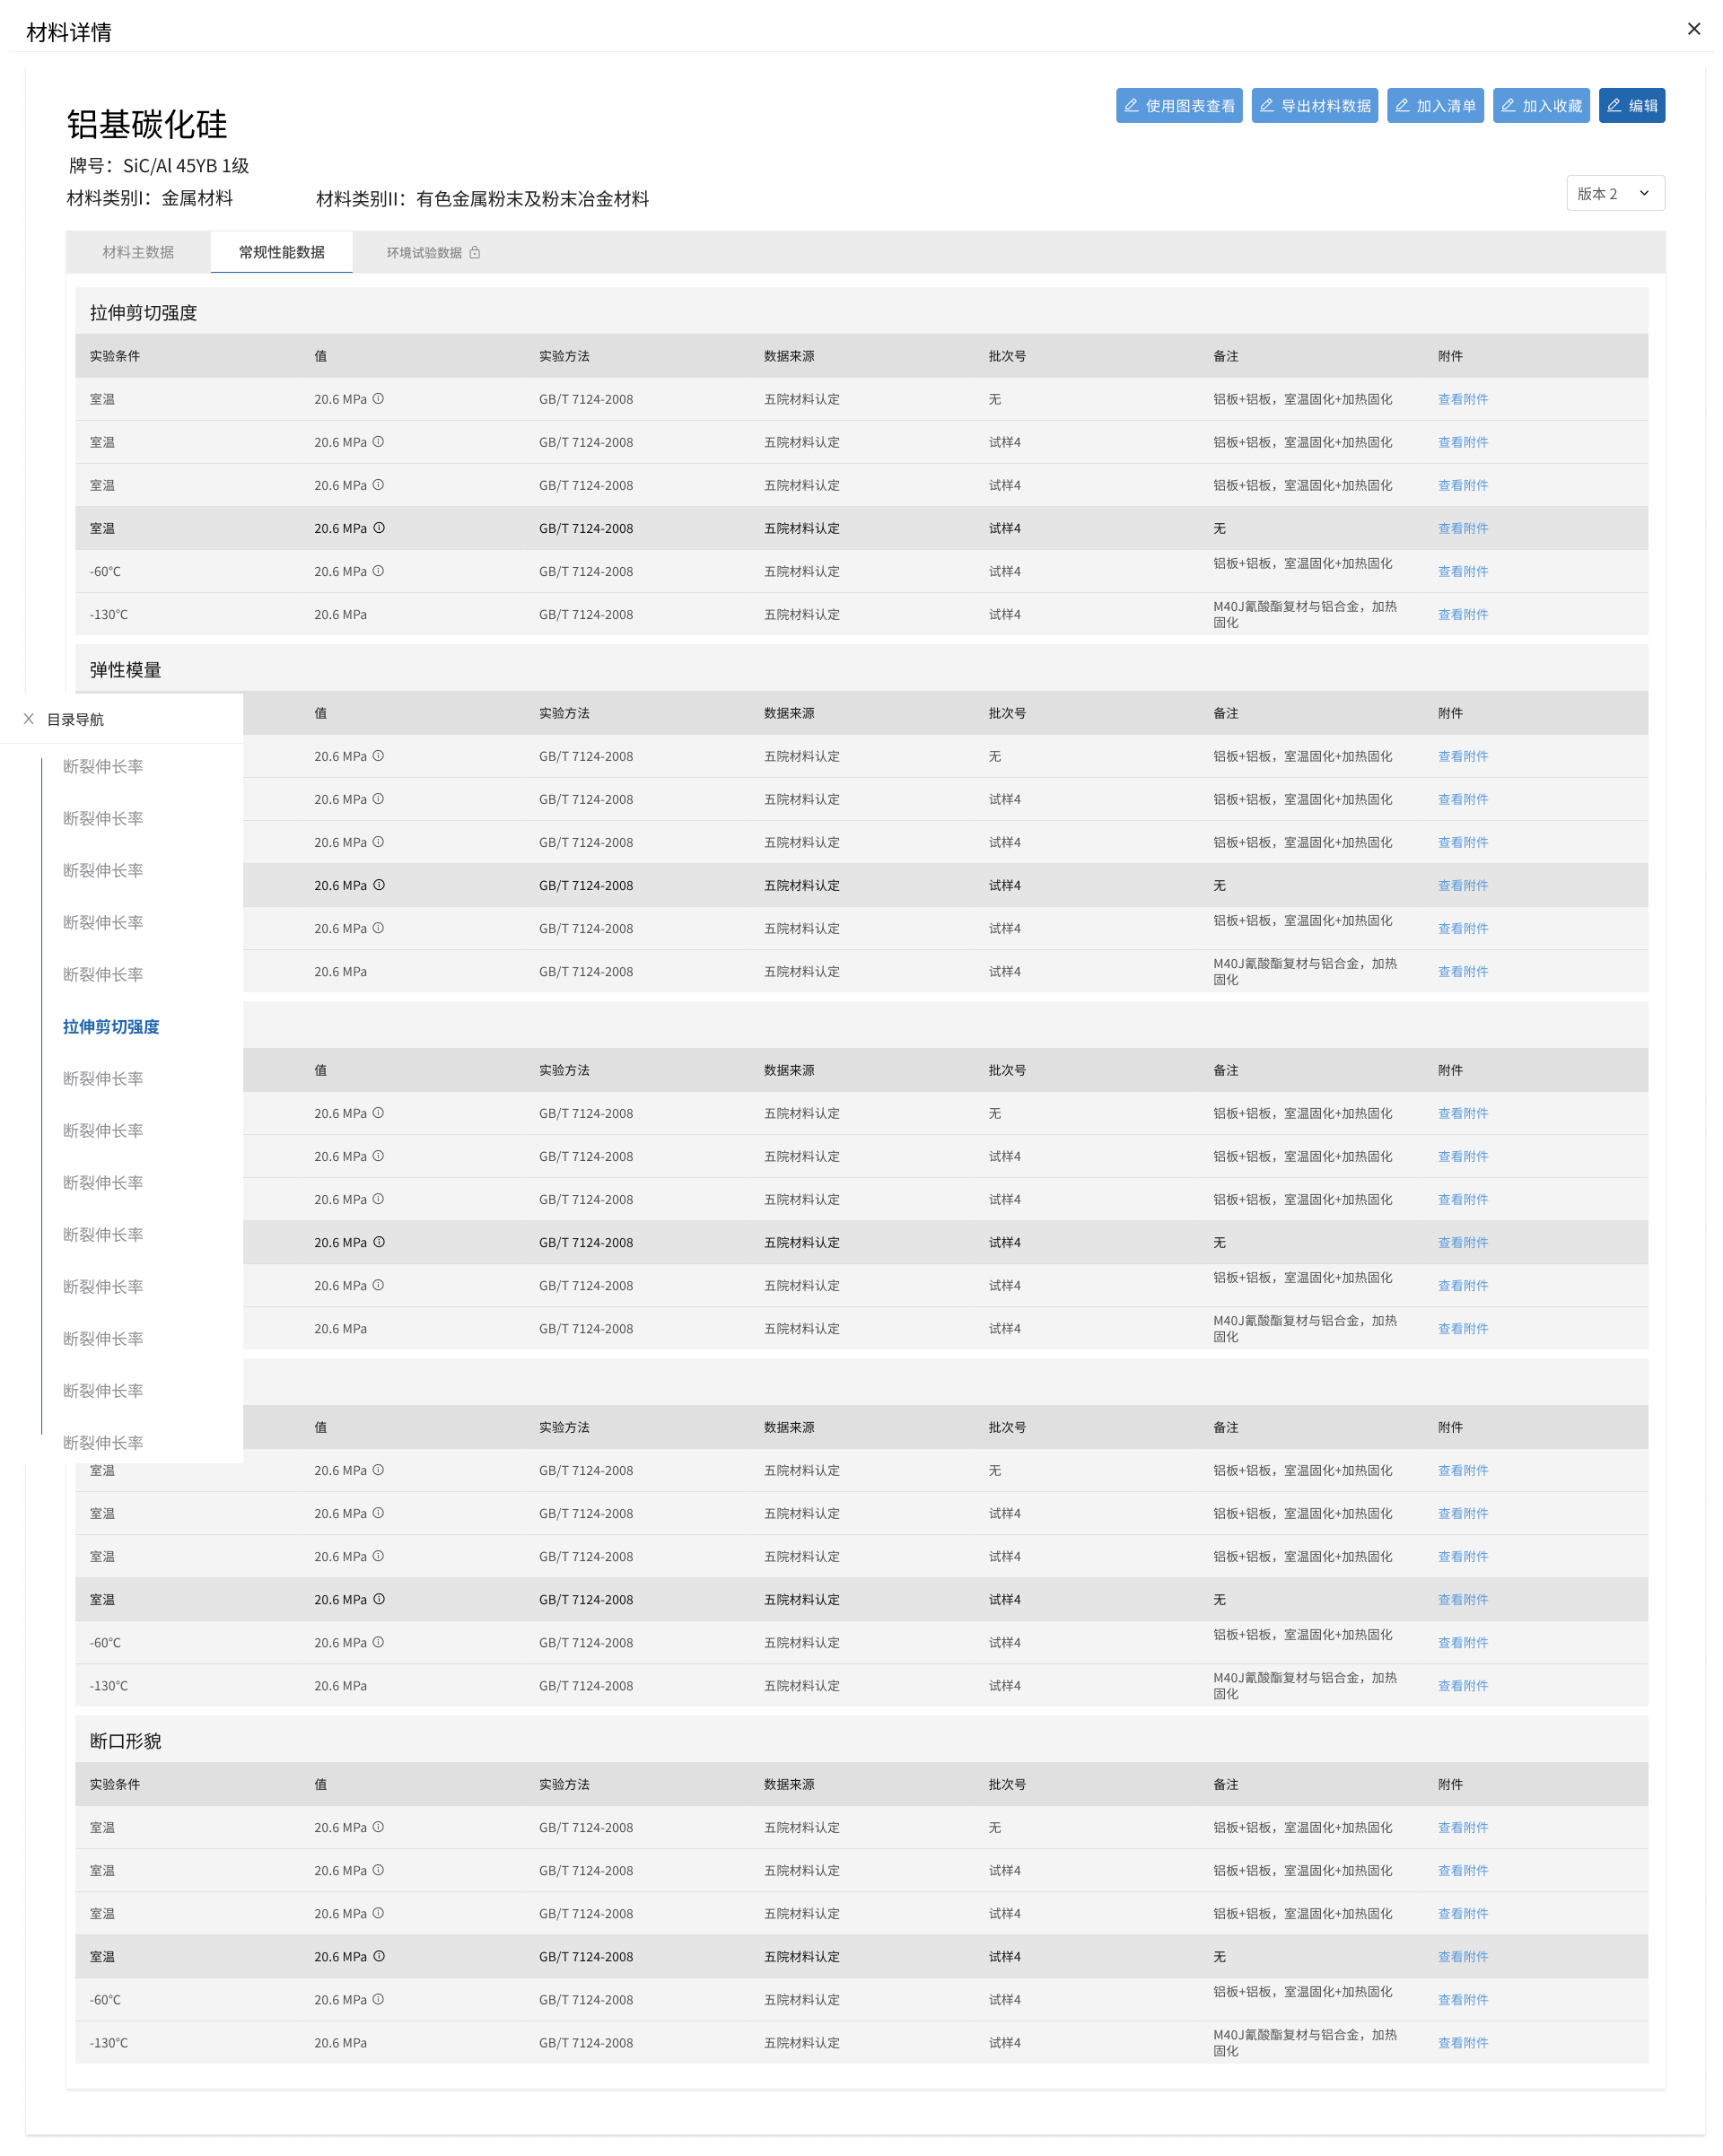 材料详情
使用图表查看 导出材料数据 加入清单 加入收藏 编辑
铝基碳化硅
牌号：SiC/Al 45YB 1级
材料类别I：金属材料 材料类别II：有色金属粉末及粉末冶金材料
版本 2
材料主数据 常规性能数据 环境试验数据
拉伸剪切强度
实验条件 值 实验方法 数据来源 批次号 备注 附件
室温 20.6 MPa GB/T 7124-2008 五院材料认定 无 铝板+铝板，室温固化+加热固化 查看附件
室温 20.6 MPa GB/T 7124-2008 五院材料认定 试样4 铝板+铝板，室温固化+加热固化 查看附件
室温 20.6 MPa GB/T 7124-2008 五院材料认定 试样4 铝板+铝板，室温固化+加热固化 查看附件
室温 20.6 MPa GB/T 7124-2008 五院材料认定 试样4 无 查看附件
-60°C 20.6 MPa GB/T 7124-2008 五院材料认定 试样4 铝板+铝板，室温固化+加热固化 查看附件
-130°C 20.6 MPa GB/T 7124-2008 五院材料认定 试样4 M40J氰酸酯复材与铝合金，加热
固化 查看附件
弹性模量
值 实验方法 数据来源 批次号 备注 附件
20.6 MPa GB/T 7124-2008 五院材料认定 无 铝板+铝板，室温固化+加热固化 查看附件
20.6 MPa GB/T 7124-2008 五院材料认定 试样4 铝板+铝板，室温固化+加热固化 查看附件
20.6 MPa GB/T 7124-2008 五院材料认定 试样4 铝板+铝板，室温固化+加热固化 查看附件
20.6 MPa GB/T 7124-2008 五院材料认定 试样4 无 查看附件
20.6 MPa GB/T 7124-2008 五院材料认定 试样4 铝板+铝板，室温固化+加热固化 查看附件
20.6 MPa GB/T 7124-2008 五院材料认定 试样4 M40J氰酸酯复材与铝合金，加热
固化 查看附件
值 实验方法 数据来源 批次号 备注 附件
20.6 MPa GB/T 7124-2008 五院材料认定 无 铝板+铝板，室温固化+加热固化 查看附件
20.6 MPa GB/T 7124-2008 五院材料认定 试样4 铝板+铝板，室温固化+加热固化 查看附件
20.6 MPa GB/T 7124-2008 五院材料认定 试样4 铝板+铝板，室温固化+加热固化 查看附件
20.6 MPa GB/T 7124-2008 五院材料认定 试样4 无 查看附件
20.6 MPa GB/T 7124-2008 五院材料认定 试样4 铝板+铝板，室温固化+加热固化 查看附件
20.6 MPa GB/T 7124-2008 五院材料认定 试样4 M40J氰酸酯复材与铝合金，加热
固化 查看附件
值 实验方法 数据来源 批次号 备注 附件
室温 20.6 MPa GB/T 7124-2008 五院材料认定 无 铝板+铝板，室温固化+加热固化 查看附件
室温 20.6 MPa GB/T 7124-2008 五院材料认定 试样4 铝板+铝板，室温固化+加热固化 查看附件
室温 20.6 MPa GB/T 7124-2008 五院材料认定 试样4 铝板+铝板，室温固化+加热固化 查看附件
室温 20.6 MPa GB/T 7124-2008 五院材料认定 试样4 无 查看附件
-60°C 20.6 MPa GB/T 7124-2008 五院材料认定 试样4 铝板+铝板，室温固化+加热固化 查看附件
-130°C 20.6 MPa GB/T 7124-2008 五院材料认定 试样4 M40J氰酸酯复材与铝合金，加热
固化 查看附件
断口形貌
实验条件 值 实验方法 数据来源 批次号 备注 附件
室温 20.6 MPa GB/T 7124-2008 五院材料认定 无 铝板+铝板，室温固化+加热固化 查看附件
室温 20.6 MPa GB/T 7124-2008 五院材料认定 试样4 铝板+铝板，室温固化+加热固化 查看附件
室温 20.6 MPa GB/T 7124-2008 五院材料认定 试样4 铝板+铝板，室温固化+加热固化 查看附件
室温 20.6 MPa GB/T 7124-2008 五院材料认定 试样4 无 查看附件
-60°C 20.6 MPa GB/T 7124-2008 五院材料认定 试样4 铝板+铝板，室温固化+加热固化 查看附件
-130°C 20.6 MPa GB/T 7124-2008 五院材料认定 试样4 M40J氰酸酯复材与铝合金，加热
固化 查看附件
目录导航
断裂伸长率
断裂伸长率
断裂伸长率
断裂伸长率
断裂伸长率
拉伸剪切强度
断裂伸长率
断裂伸长率
断裂伸长率
断裂伸长率
断裂伸长率
断裂伸长率
断裂伸长率
断裂伸长率